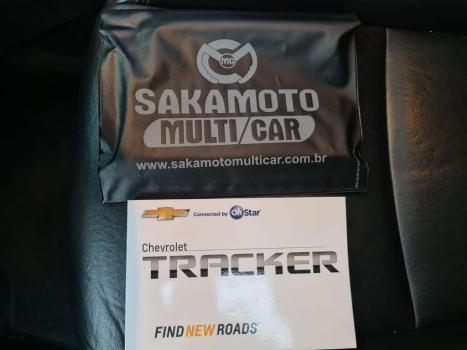 MC
SAKAMOTO
MULTI/CAR
www.sakamotomulticar.com.br
Connected by OnStar
Chevrolet
TRACKER
FIND NEW ROADS